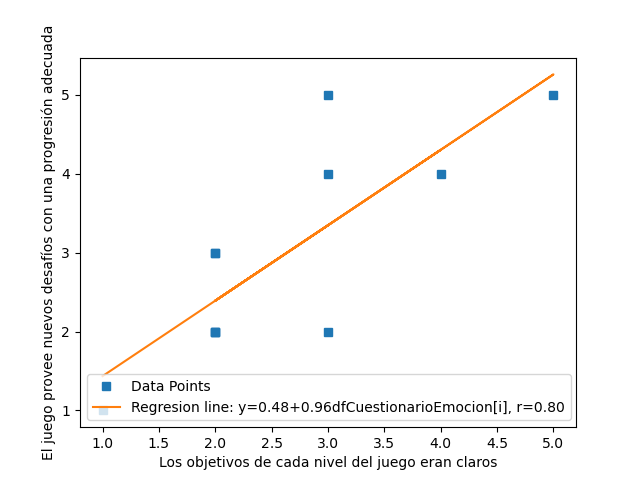 El juego provee nuevos desafíos con una progresión adecuada
5
4
3
2
1
Data Points
Regresion line: y=0.48+0.96dfCuestionarioEmocion[i], r=0.80
1.0 1.5 2.0 2.5 3.0 3.5 4.0 4.5 5.0
Los objetivos de cada nivel del juego eran claros